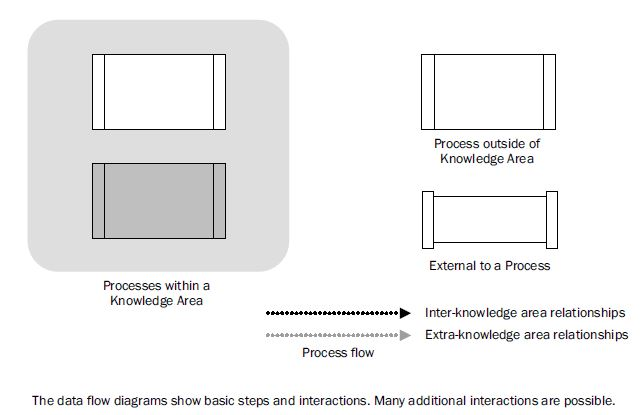 Process outside of
Knowledge Area
External to a Process
Processes within a
Knowledge Area
Inter-knowledge area relationships
Extra-knowledge area relationships
Process flow
The data flow diagrams show basic steps and interactions. Many additional interactions are possible.